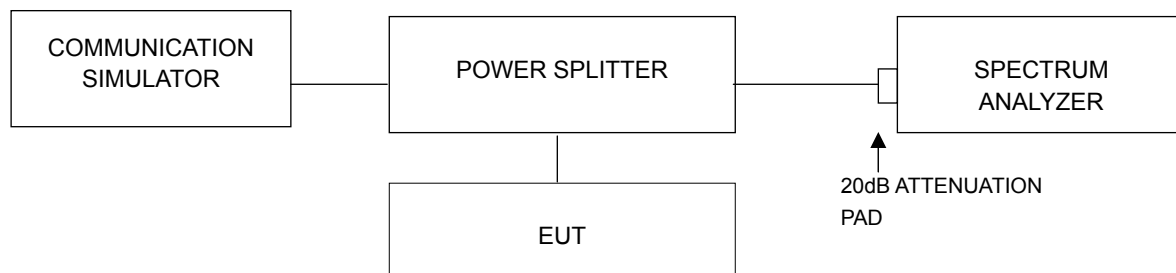 COMMUNICATION
SIMULATOR
POWER SPLITTER
SPECTRUM
ANALYZER
20dB ATTENUATION
PAD
EUT